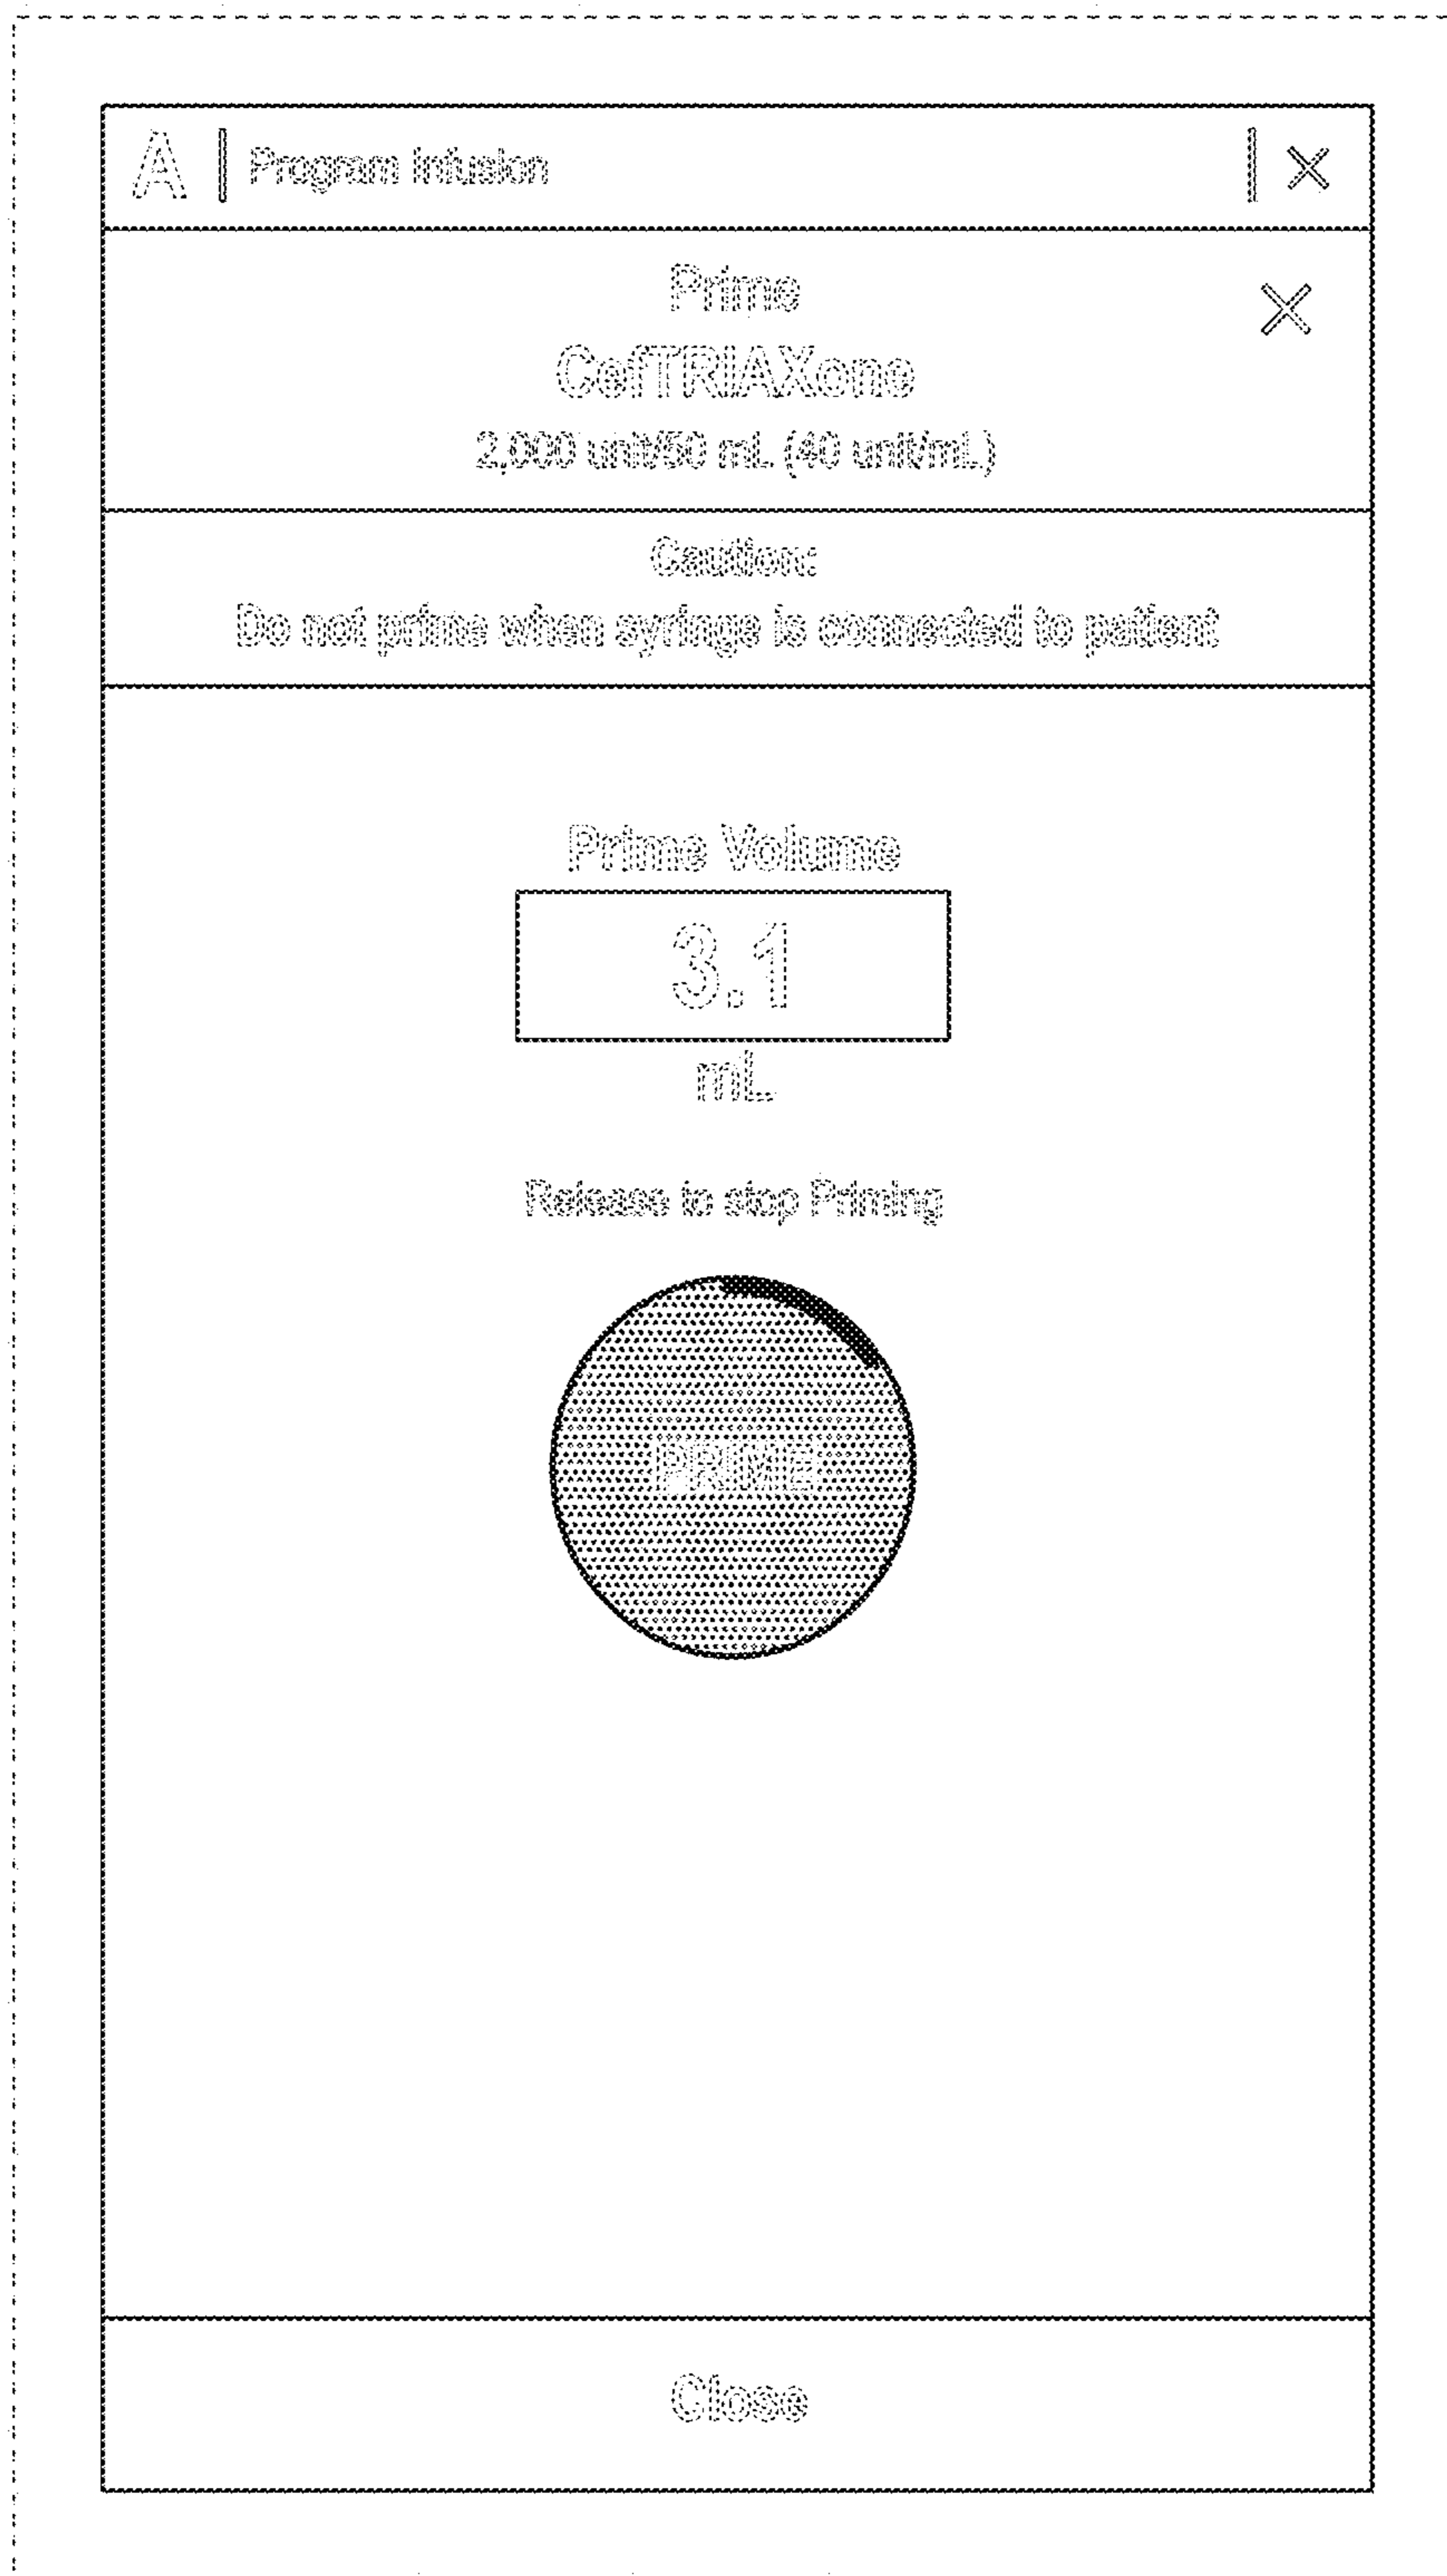 A | Program Infusion | ×
Prime ×
CefTRIAXone
2,000 unit/50 mL (40 unit/mL)
Caution:
Do not prime when syringe is connected to patient
Prime Volume
3.1
mL
Release to stop Priming
PRIME
Close